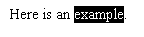 Here is an example.